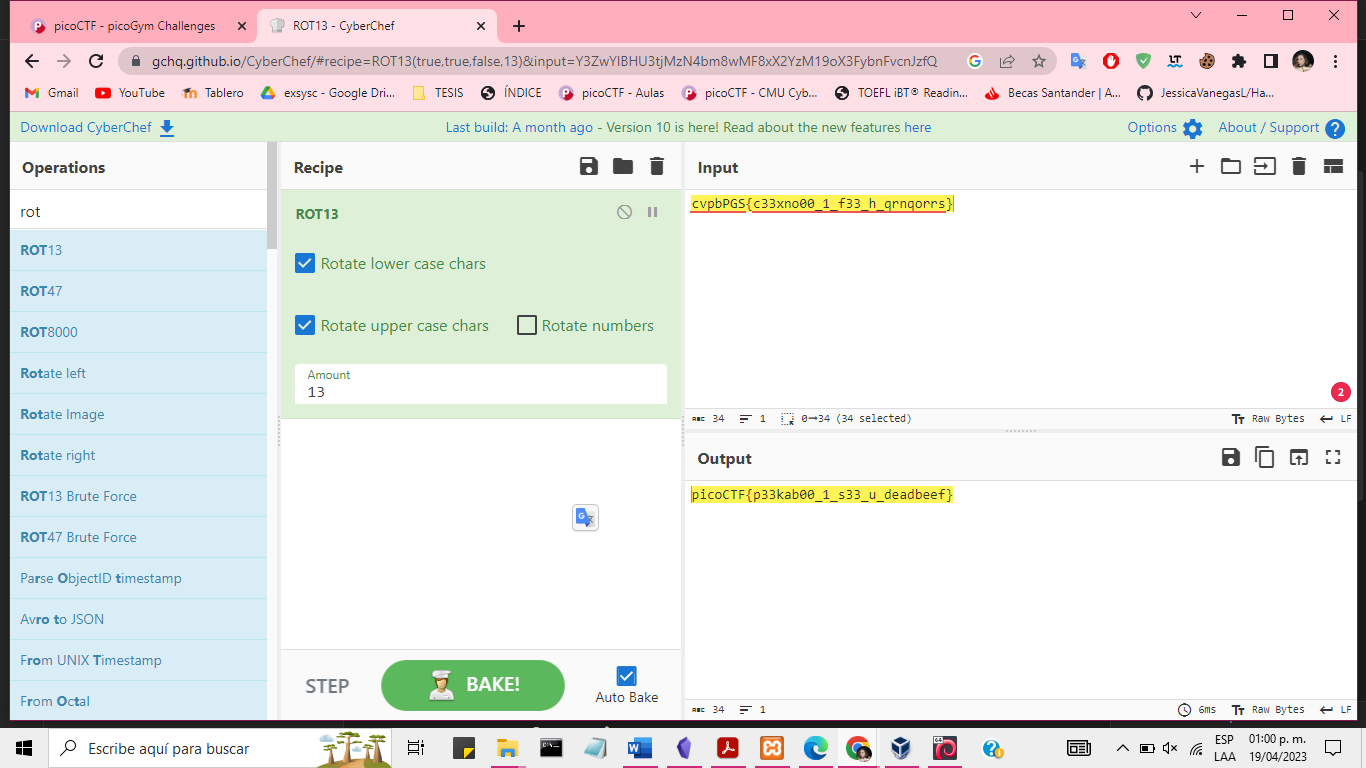 picoCTF - picoGym Challenges
ROT13 - CyberChef
gchq.github.io/CyberChef/#recipe=ROT13(true,true,false,13)&input=Y3ZwYlBHU3tjMzN4bm8wMF8xX2YzM19oX3FybnFvcnJzfQ
Gmail YouTube Tablero exsysc - Google Dri... TESIS ÍNDICE picoCTF - Aulas picoCTF - CMU Cyb... TOEFL iBT® Readin... Becas Santander | A... JessicaVanegasL/Ha...
Download CyberChef Last build: A month ago - Version 10 is here! Read about the new features here Options About / Support
Operations
rot
ROT13
ROT47
ROT8000
Rotate left
Rotate Image
Rotate right
ROT13 Brute Force
ROT47 Brute Force
Parse ObjectID timestamp
Avro to JSON
From UNIX Timestamp
From Octal
Recipe
ROT13
Rotate lower case chars
Rotate upper case chars Rotate numbers
Amount
13
STEP BAKE! Auto Bake
Input
cvpbPGS{c33xno00_1_f33_h_qrnqorrs}
2
ABC 34 1 0→34 (34 selected) Raw Bytes LF
Output
picoCTF{p33kab00_1_s33_u_deadbeef}
ABC 34 1 6ms Raw Bytes LF
Escribe aquí para buscar
ESP
LAA
01:00 p. m.
19/04/2023